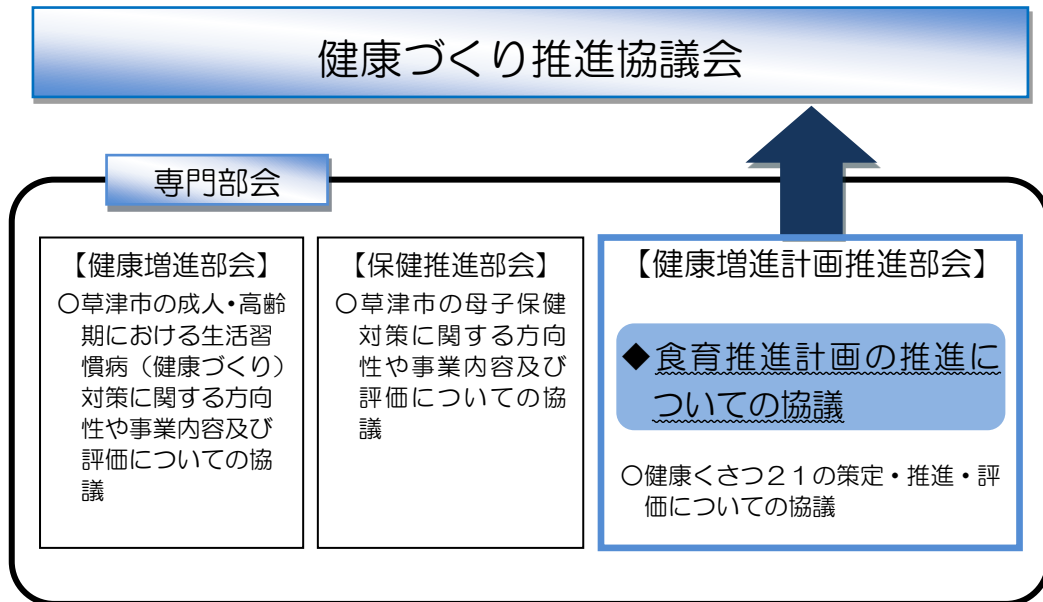 健康づくり推進協議会
専門部会
【健康増進部会】
〇草津市の成人・高齢
期における生活習
慣病（健康づくり）
対策に関する方向
性や事業内容及び
評価についての協
議
【保健推進部会】
〇草津市の母子保健
対策に関する方向
性や事業内容及び
評価についての協
議
【健康増進計画推進部会】
◆食育推進計画の推進に
ついての協議
〇健康くさつ２１の策定・推進・評
価についての協議